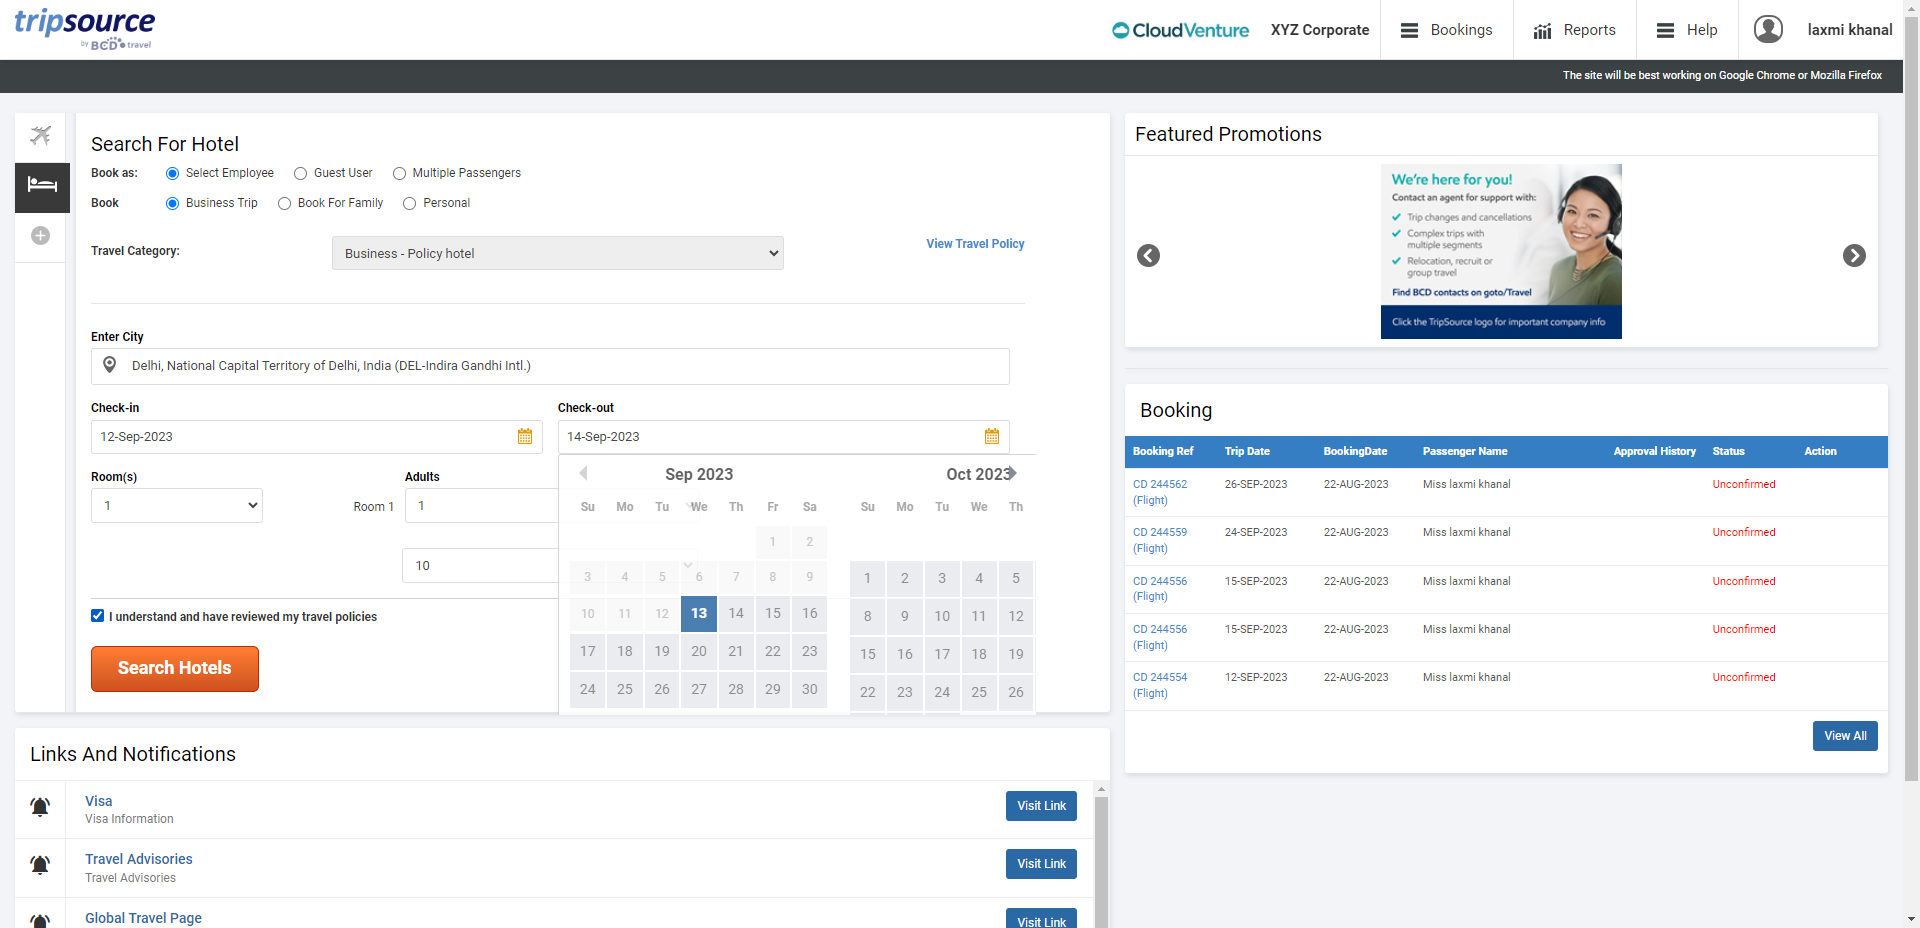 tripsource
by BCD travel
CloudVenture
XYZ Corporate
Bookings
Reports
Help
laxmi khanal
The site will be best working on Google Chrome or Mozilla Firefox
Search For Hotel
Book as: Select Employee Guest User Multiple Passengers
Book Business Trip Book For Family Personal
Travel Category: Business - Policy hotel View Travel Policy
Enter City
Delhi, National Capital Territory of Delhi, India (DEL-Indira Gandhi Intl.)
Check-in Check-out
12-Sep-2023 14-Sep-2023
Room(s) Adults
1 Room 1 1
10
I understand and have reviewed my travel policies
Search Hotels
Sep 2023
Su Mo Tu We Th Fr Sa
1 2
3 4 5 6 7 8 9
10 11 12 13 14 15 16
17 18 19 20 21 22 23
24 25 26 27 28 29 30
Oct 2023
Su Mo Tu We Th
1 2 3 4 5
8 9 10 11 12
15 16 17 18 19
22 23 24 25 26
Links And Notifications
Visa
Visa Information
Visit Link
Travel Advisories
Travel Advisories
Visit Link
Global Travel Page
Visit Link
Featured Promotions
We're here for you!
Contact an agent for support with:
Trip changes and cancellations
Complex trips with
multiple segments
Relocation, recruit or
group travel
Find BCD contacts on goto/Travel
Click the TripSource logo for important company info
Booking
Booking Ref Trip Date BookingDate Passenger Name Approval History Status Action
CD 244562 26-SEP-2023 22-AUG-2023 Miss laxmi khanal Unconfirmed
(Flight)
CD 244559 24-SEP-2023 22-AUG-2023 Miss laxmi khanal Unconfirmed
(Flight)
CD 244556 15-SEP-2023 22-AUG-2023 Miss laxmi khanal Unconfirmed
(Flight)
CD 244556 15-SEP-2023 22-AUG-2023 Miss laxmi khanal Unconfirmed
(Flight)
CD 244554 12-SEP-2023 22-AUG-2023 Miss laxmi khanal Unconfirmed
(Flight)
View All